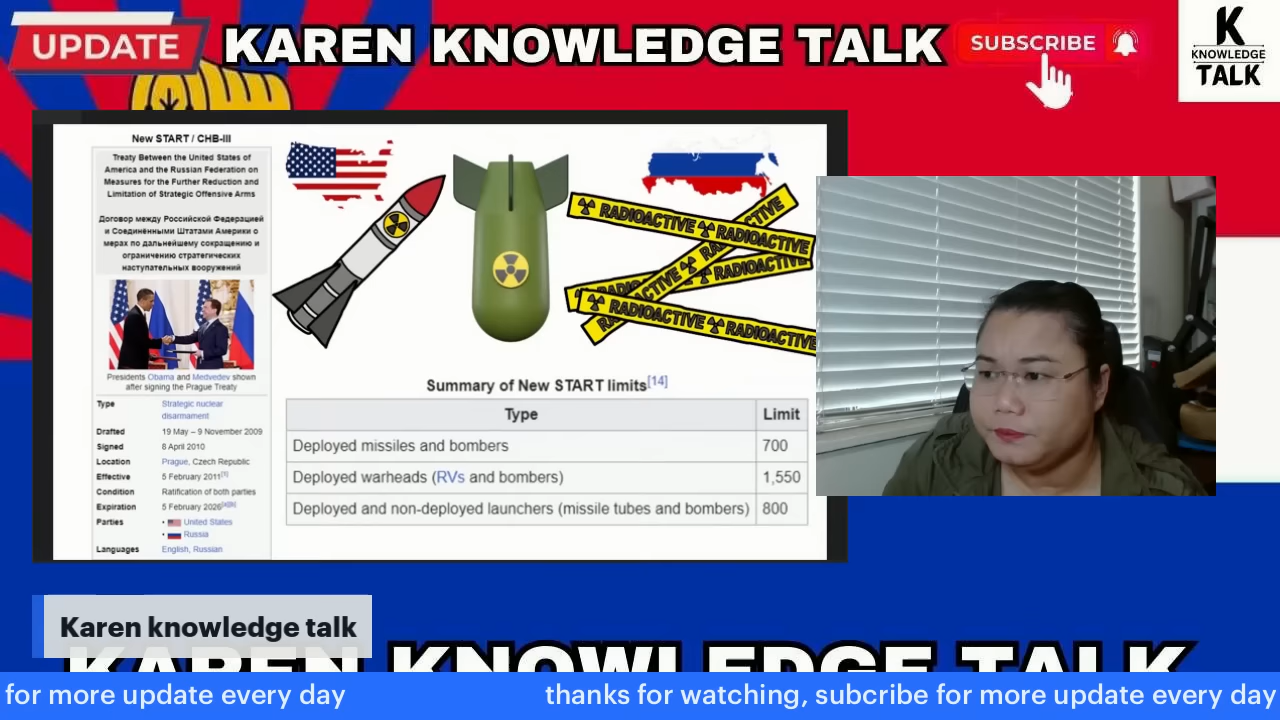 UPDATE
KAREN KNOWLEDGE TALK
SUBSCRIBE
K
KNOWLEDGE
TALK
New START / CHB-III
Treaty Between the United States of
America and the Russian Federation on
Measures for the Further Reduction and
Limitation of Strategic Offensive Arms
Договор между Российской Федерацией
и Соединёнными Штатами Америки о
мерах по дальнейшему сокращению и
ограничению стратегических
наступательных вооружений
Presidents Obama and Medvedev shown
after signing the Prague Treaty
Type Strategic nuclear
disarmament
Drafted 19 May – 9 November 2009
Signed 8 April 2010
Location Prague, Czech Republic
Effective 5 February 2011[1]
Condition Ratification of both parties
Expiration 5 February 2026[a][b]
Parties • United States
• Russia
Languages English, Russian
RADIOACTIVE RADIOACTIVE
RADIOACTIVE
RADIOACTIVE
RADIOACTIVE RADIOACTIVE
Summary of New START limits[14]
Type Limit
Deployed missiles and bombers 700
Deployed warheads (RVs and bombers) 1,550
Deployed and non-deployed launchers (missile tubes and bombers) 800
Karen knowledge talk
KAREN KNOWLEDGE TALK
for more update every day thanks for watching, subcribe for more update every day